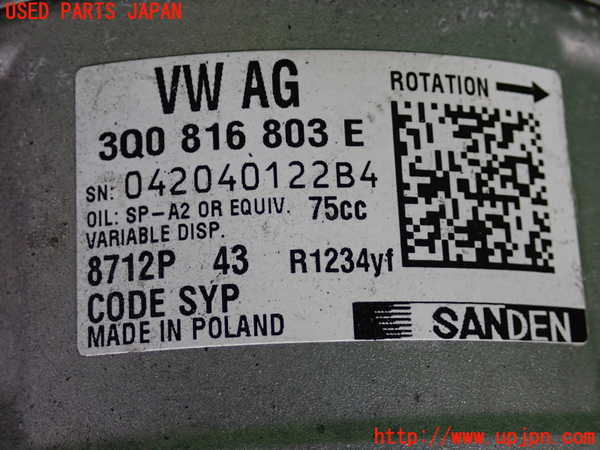 USED PARTS JAPAN
VW AG
ROTATION
3Q0 816 803 E
SN: 042040122B4
OIL: SP-A2 OR EQUIV. 75cc
VARIABLE DISP.
8712P 43 R1234yf
CODE SYP
MADE IN POLAND
SANDEN
http://www.upjpn.com/